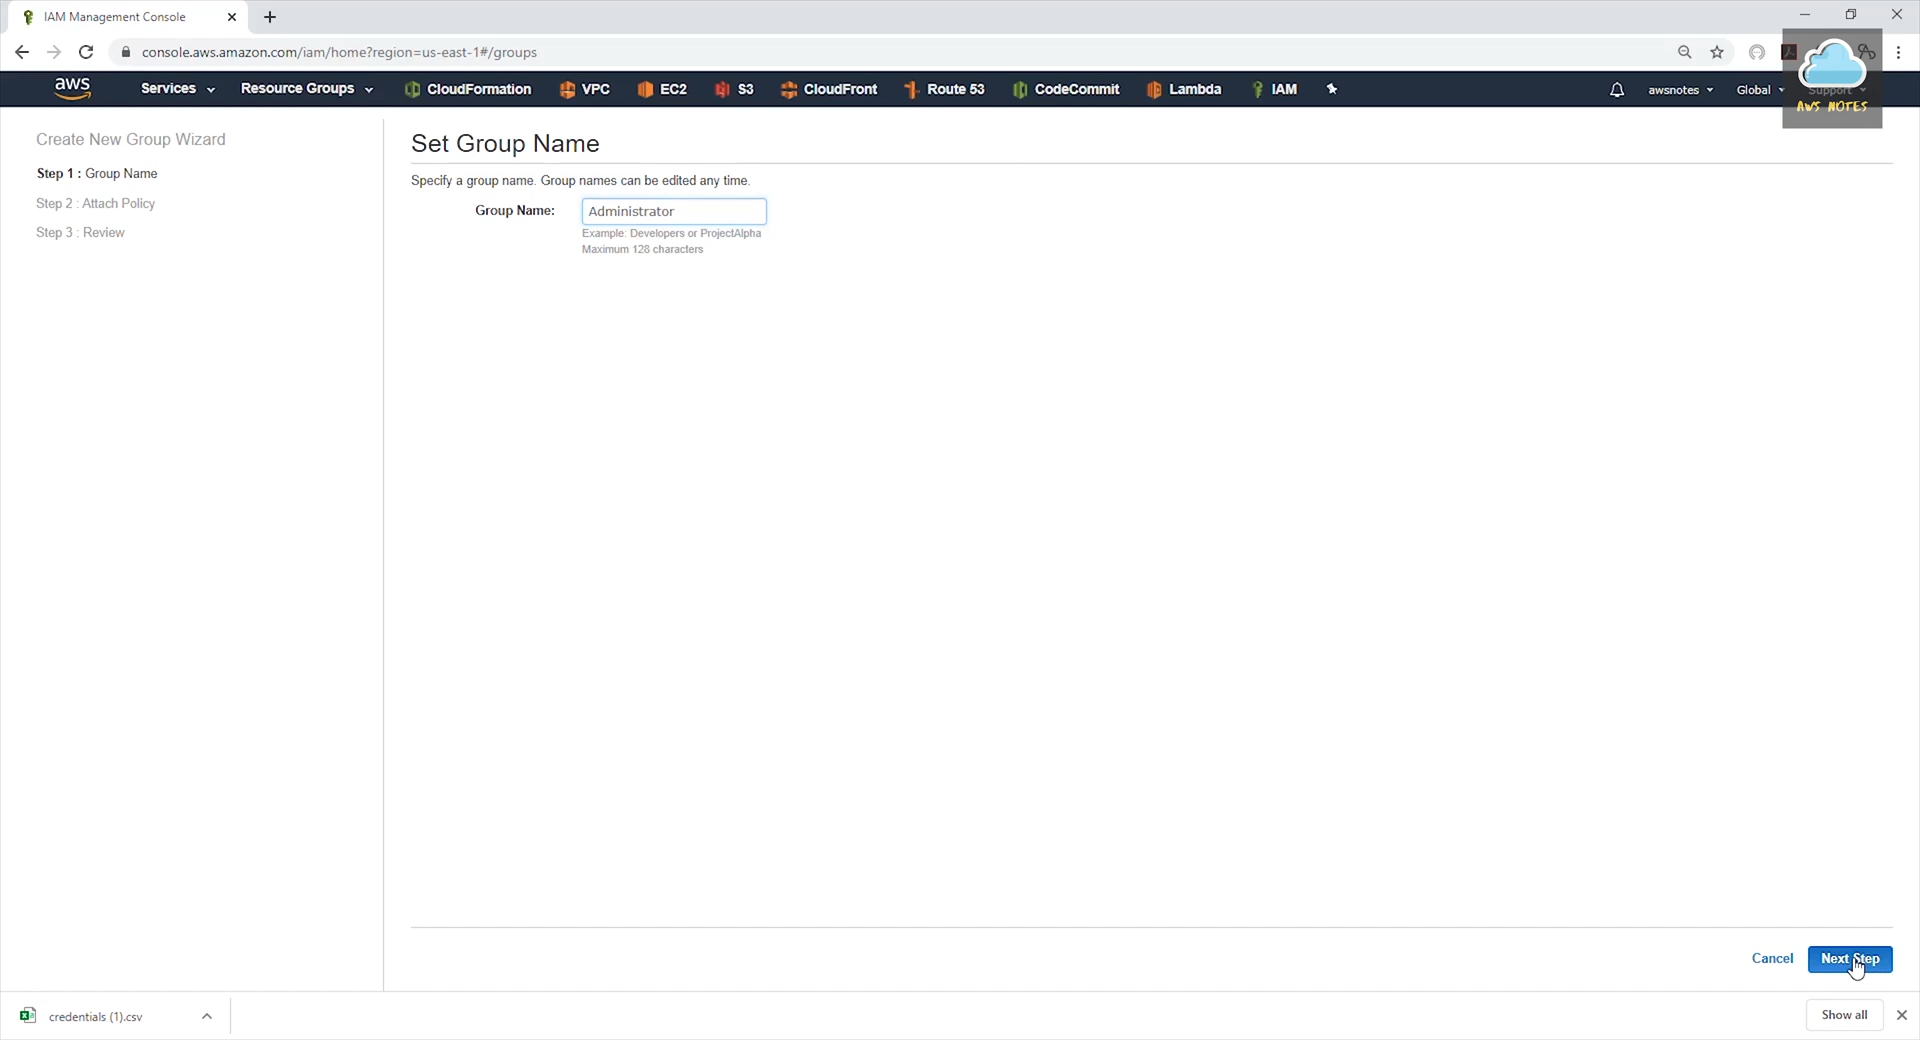 IAM Management Console
console.aws.amazon.com/iam/home?region=us-east-1#/groups
aws Services Resource Groups CloudFormation VPC EC2 S3 CloudFront Route 53 CodeCommit Lambda IAM awsnotes Global Support
AWS NOTES
Create New Group Wizard
Step 1 : Group Name
Step 2 : Attach Policy
Step 3 : Review
Set Group Name
Specify a group name. Group names can be edited any time.
Group Name: Administrator
Example: Developers or ProjectAlpha
Maximum 128 characters
Cancel Next Step
credentials (1).csv Show all